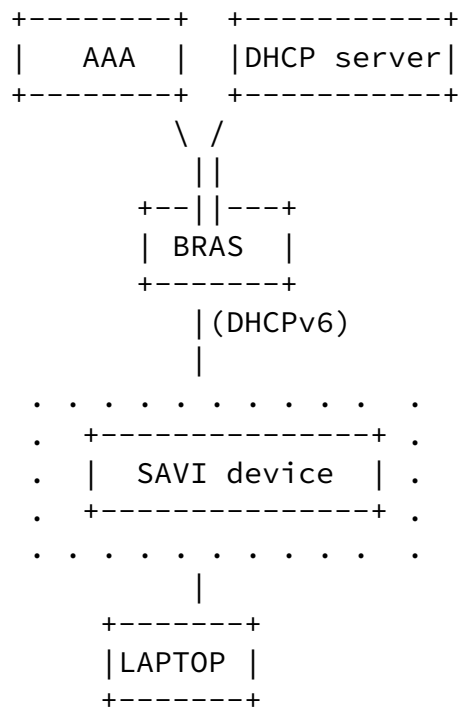 AAA DHCP server
BRAS
(DHCPv6)
SAVI device
LAPTOP